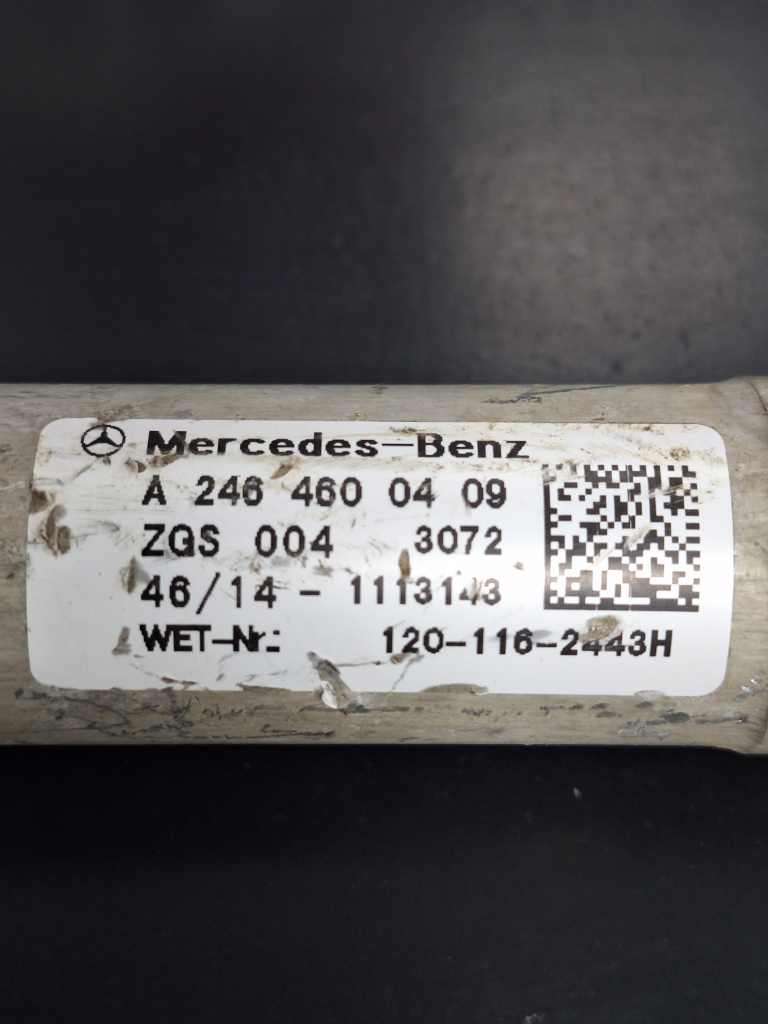 Mercedes-Benz
A 246 460 04 09
ZGS 004 3072
46/14 - 1113143
WET-Nr.: 120-116-2443H